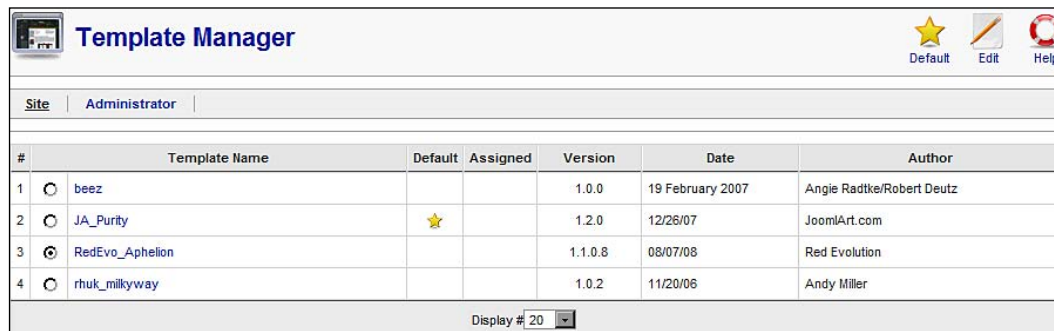 Template Manager
Default Edit Help
Site Administrator
# Template Name Default Assigned Version Date Author
1 beez 1.0.0 19 February 2007 Angie Radtke/Robert Deutz
2 JA_Purity 1.2.0 12/26/07 JoomlArt.com
3 RedEvo_Aphelion 1.1.0.8 08/07/08 Red Evolution
4 rhuk_milkyway 1.0.2 11/20/06 Andy Miller
Display # 20